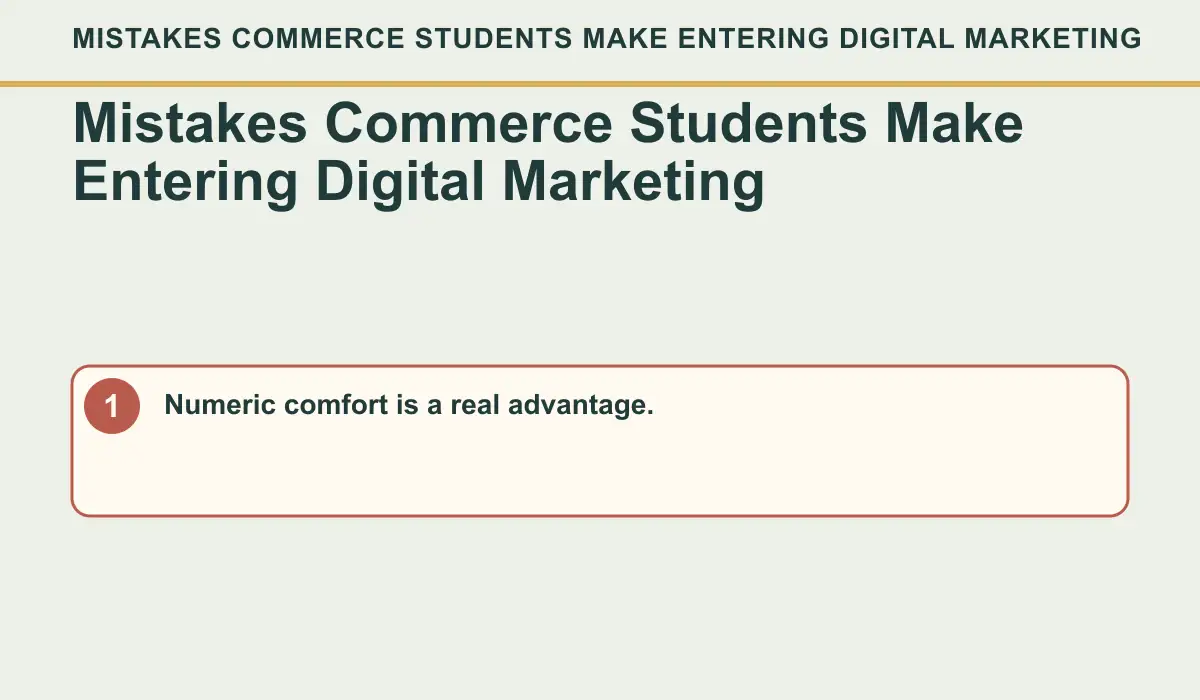 MISTAKES COMMERCE STUDENTS MAKE ENTERING DIGITAL MARKETING
Mistakes Commerce Students Make
Entering Digital Marketing
1
Numeric comfort is a real advantage.